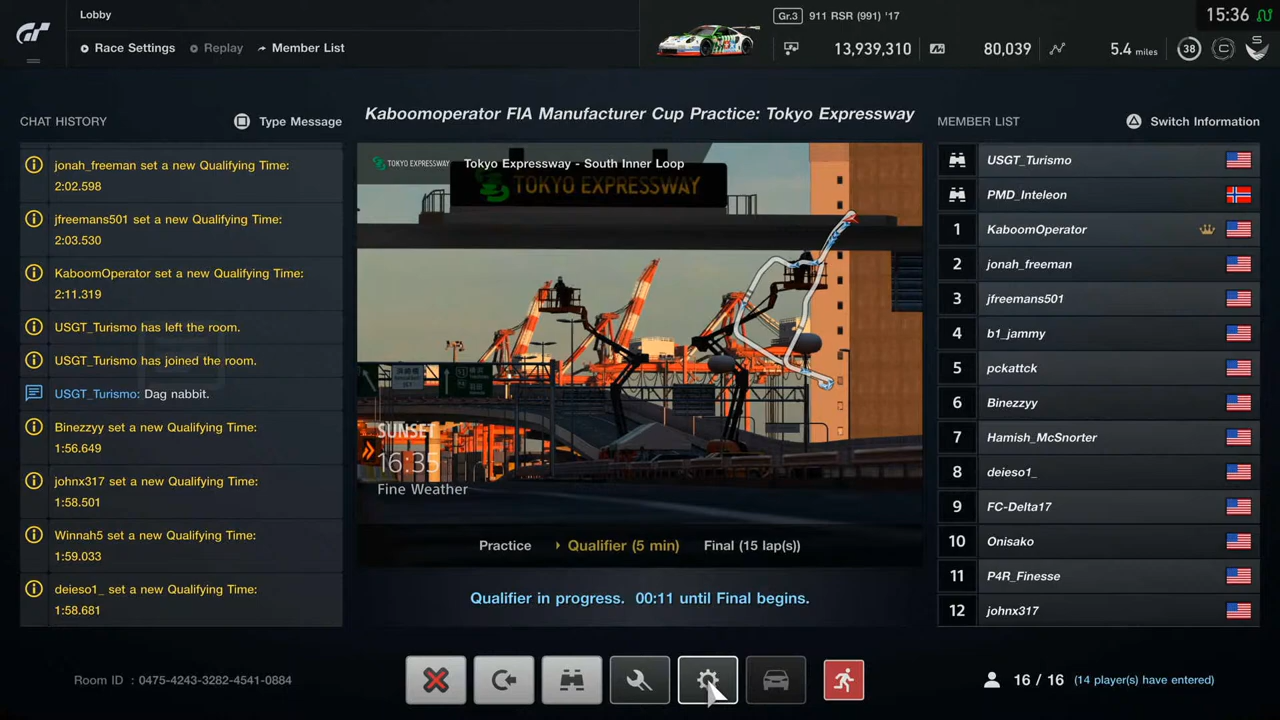 Lobby
Race Settings
Replay
Member List
Gr.3
911 RSR (991) '17
13,939,310
80,039
5.4 miles
38
C
S
15:36
Kaboomoperator FIA Manufacturer Cup Practice: Tokyo Expressway
CHAT HISTORY
Type Message
jonah_freeman set a new Qualifying Time:
2:02.598
jfreemans501 set a new Qualifying Time:
2:03.530
KaboomOperator set a new Qualifying Time:
2:11.319
USGT_Turismo has left the room.
USGT_Turismo has joined the room.
USGT_Turismo: Dag nabbit.
Binezzyy set a new Qualifying Time:
1:56.649
johnx317 set a new Qualifying Time:
1:58.501
Winnah5 set a new Qualifying Time:
1:59.033
deieso1_ set a new Qualifying Time:
1:58.681
TOKYO EXPRESSWAY
Tokyo Expressway - South Inner Loop
TOKYO EXPRESSWAY
SUNSET
16:35
Fine Weather
Practice
Qualifier (5 min)
Final (15 lap(s))
Qualifier in progress. 00:11 until Final begins.
MEMBER LIST
Switch Information
USGT_Turismo
PMD_Inteleon
1 KaboomOperator
2 jonah_freeman
3 jfreemans501
4 b1_jammy
5 pckattck
6 Binezzyy
7 Hamish_McSnorter
8 deieso1_
9 FC-Delta17
10 Onisako
11 P4R_Finesse
12 johnx317
Room ID : 0475-4243-3282-4541-0884
16 / 16 (14 player(s) have entered)